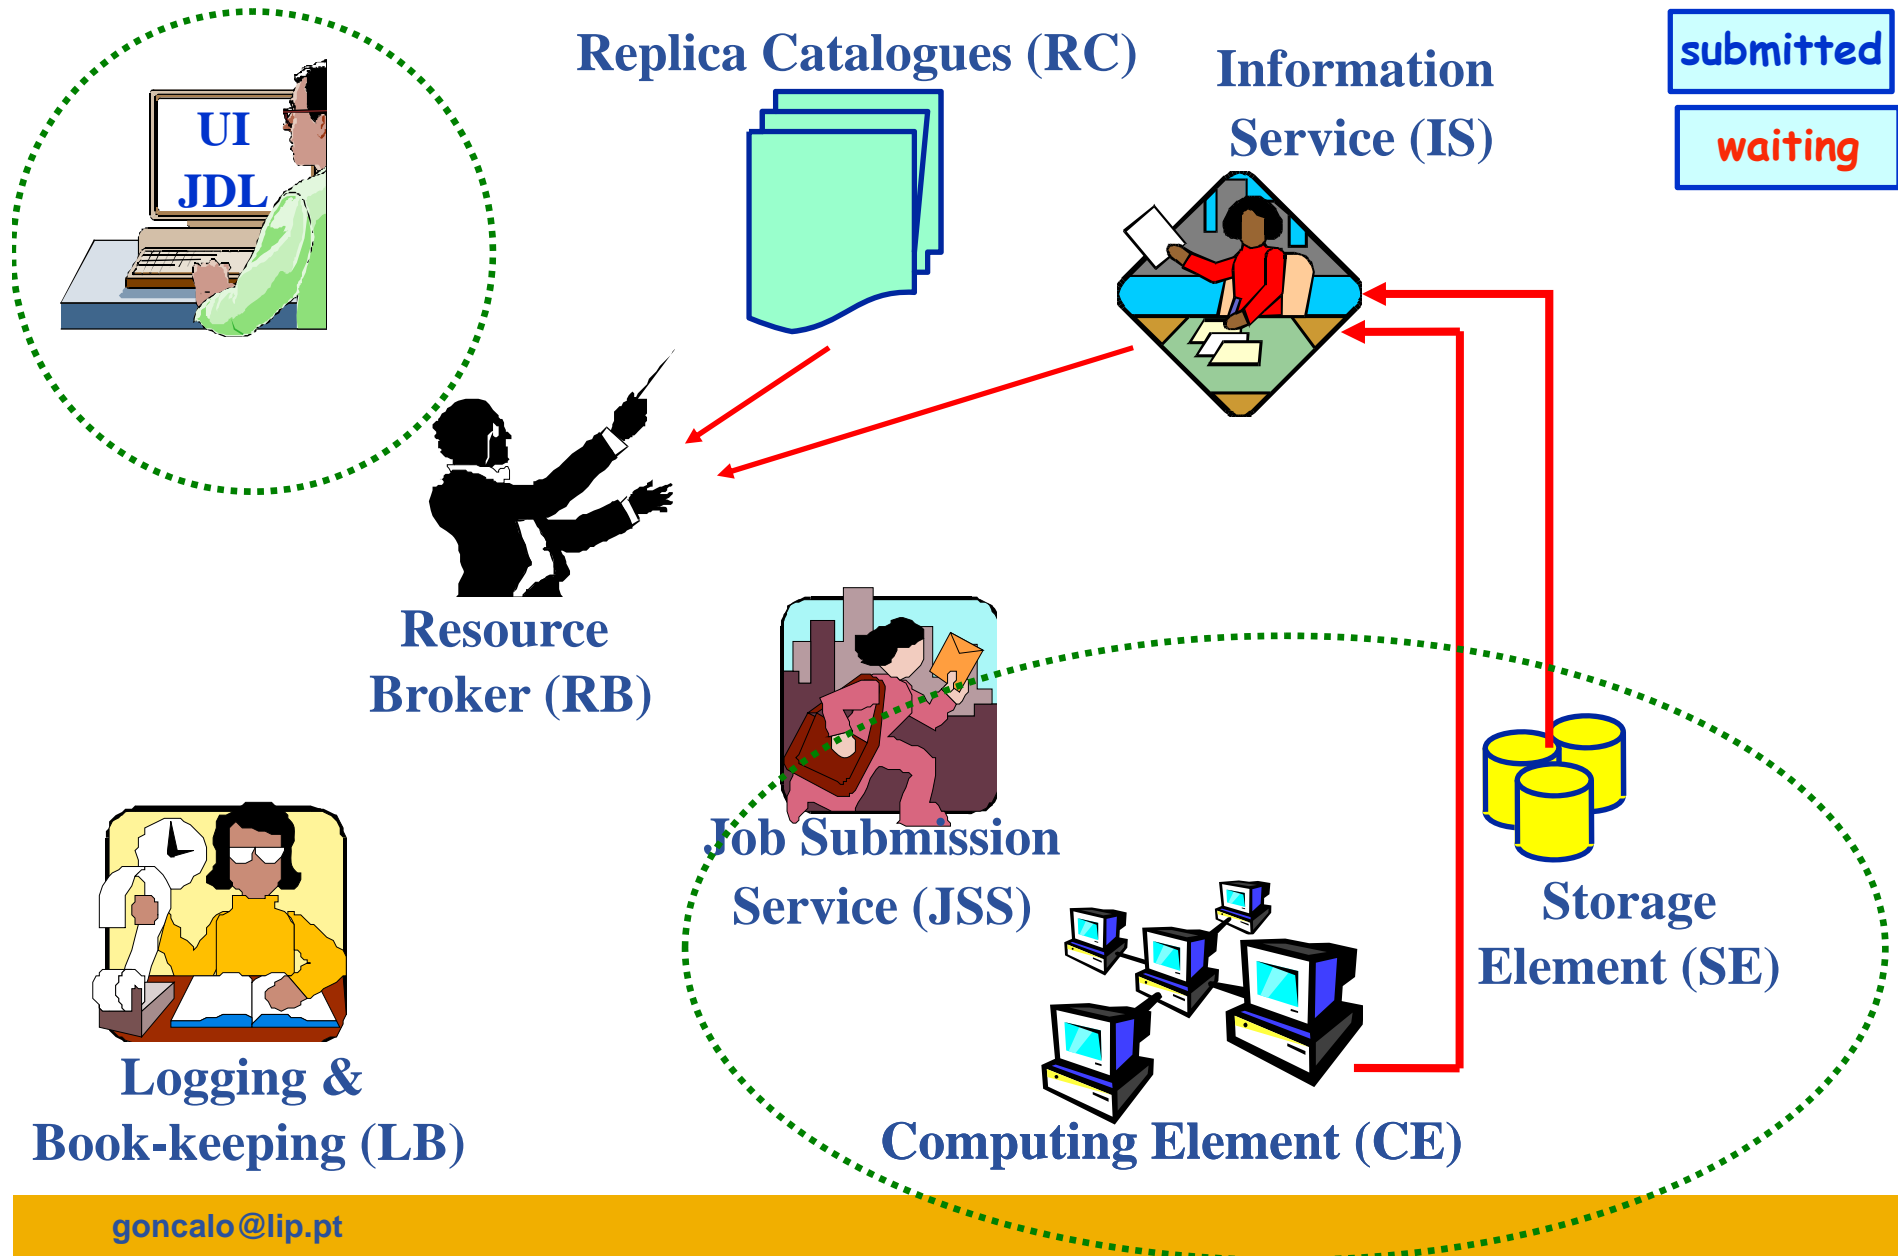 UI
JDL
Replica Catalogues (RC)
Information
Service (IS)
submitted
waiting
Resource
Broker (RB)
Job Submission
Service (JSS)
Storage
Element (SE)
Logging &
Book-keeping (LB)
Computing Element (CE)
goncalo@lip.pt